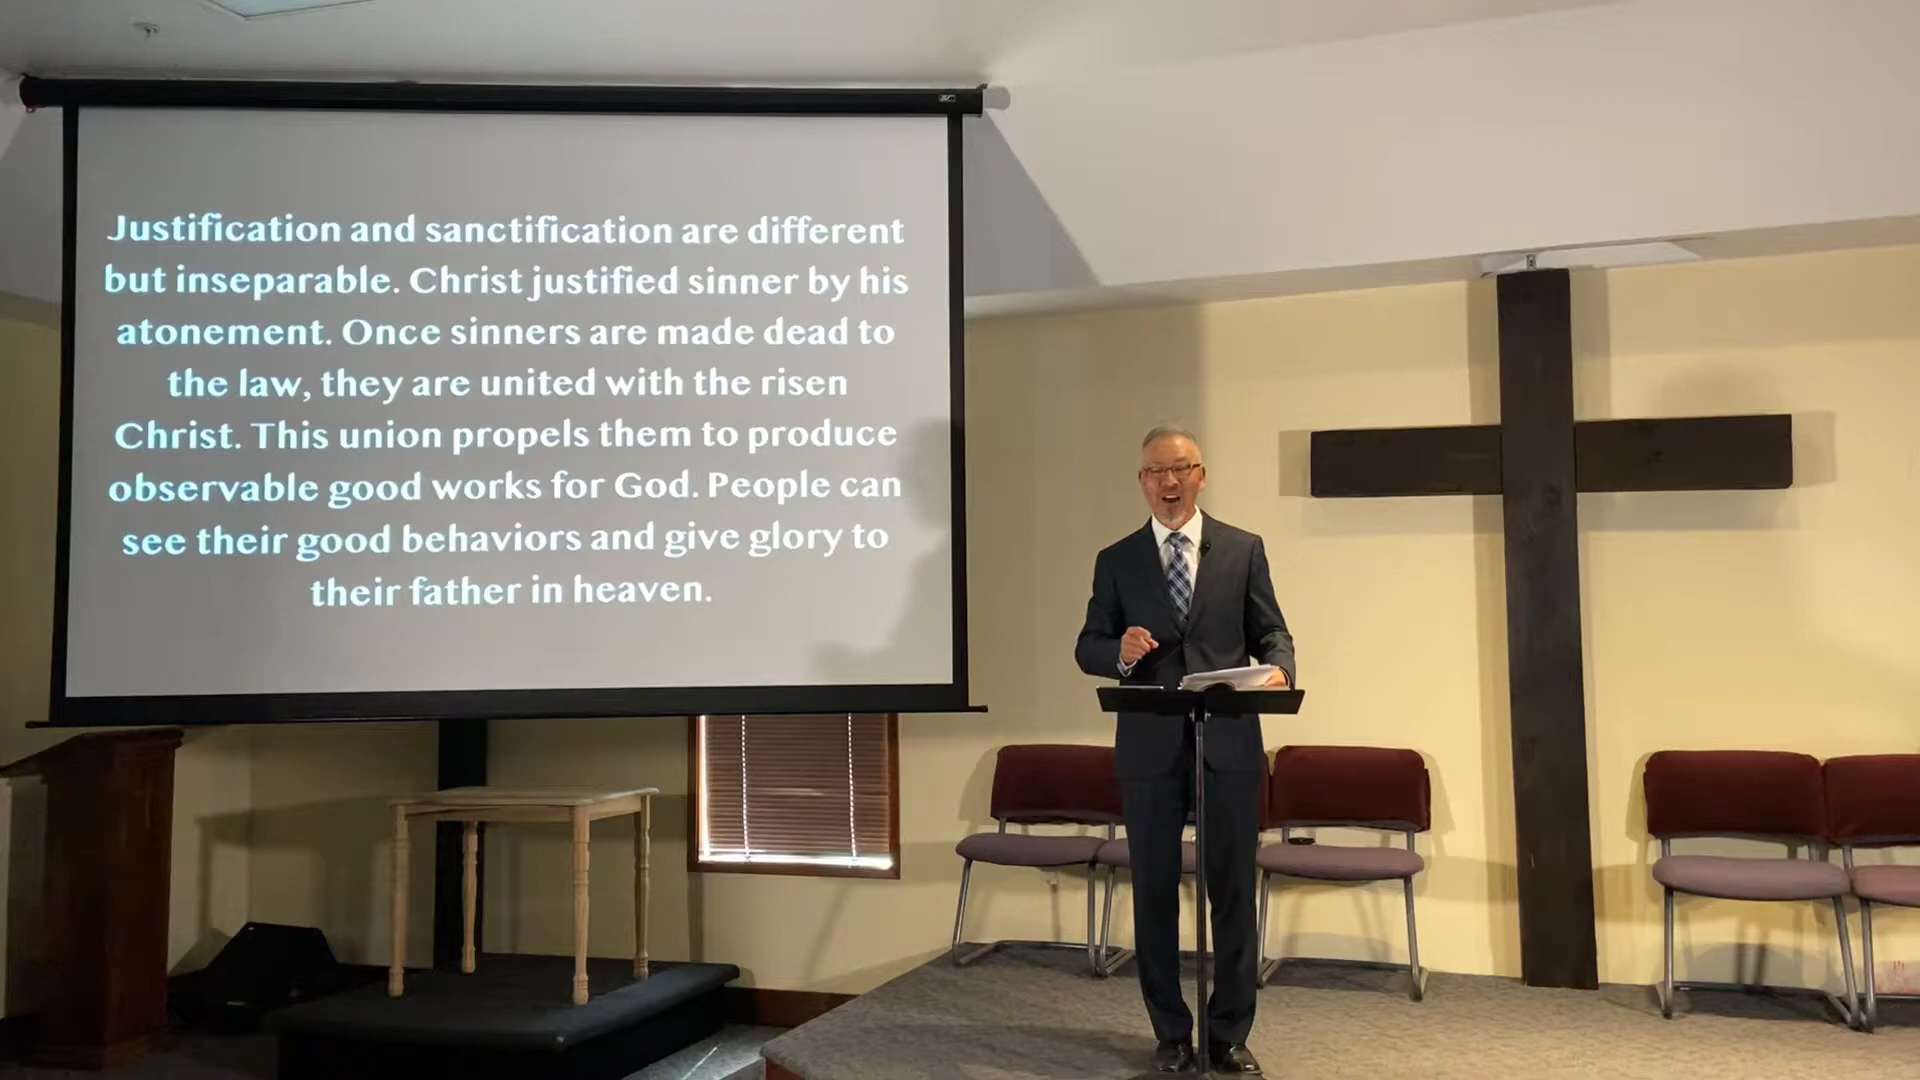 Justification and sanctification are different
but inseparable. Christ justified sinner by his
atonement. Once sinners are made dead to
the law, they are united with the risen
Christ. This union propels them to produce
observable good works for God. People can
see their good behaviors and give glory to
their father in heaven.